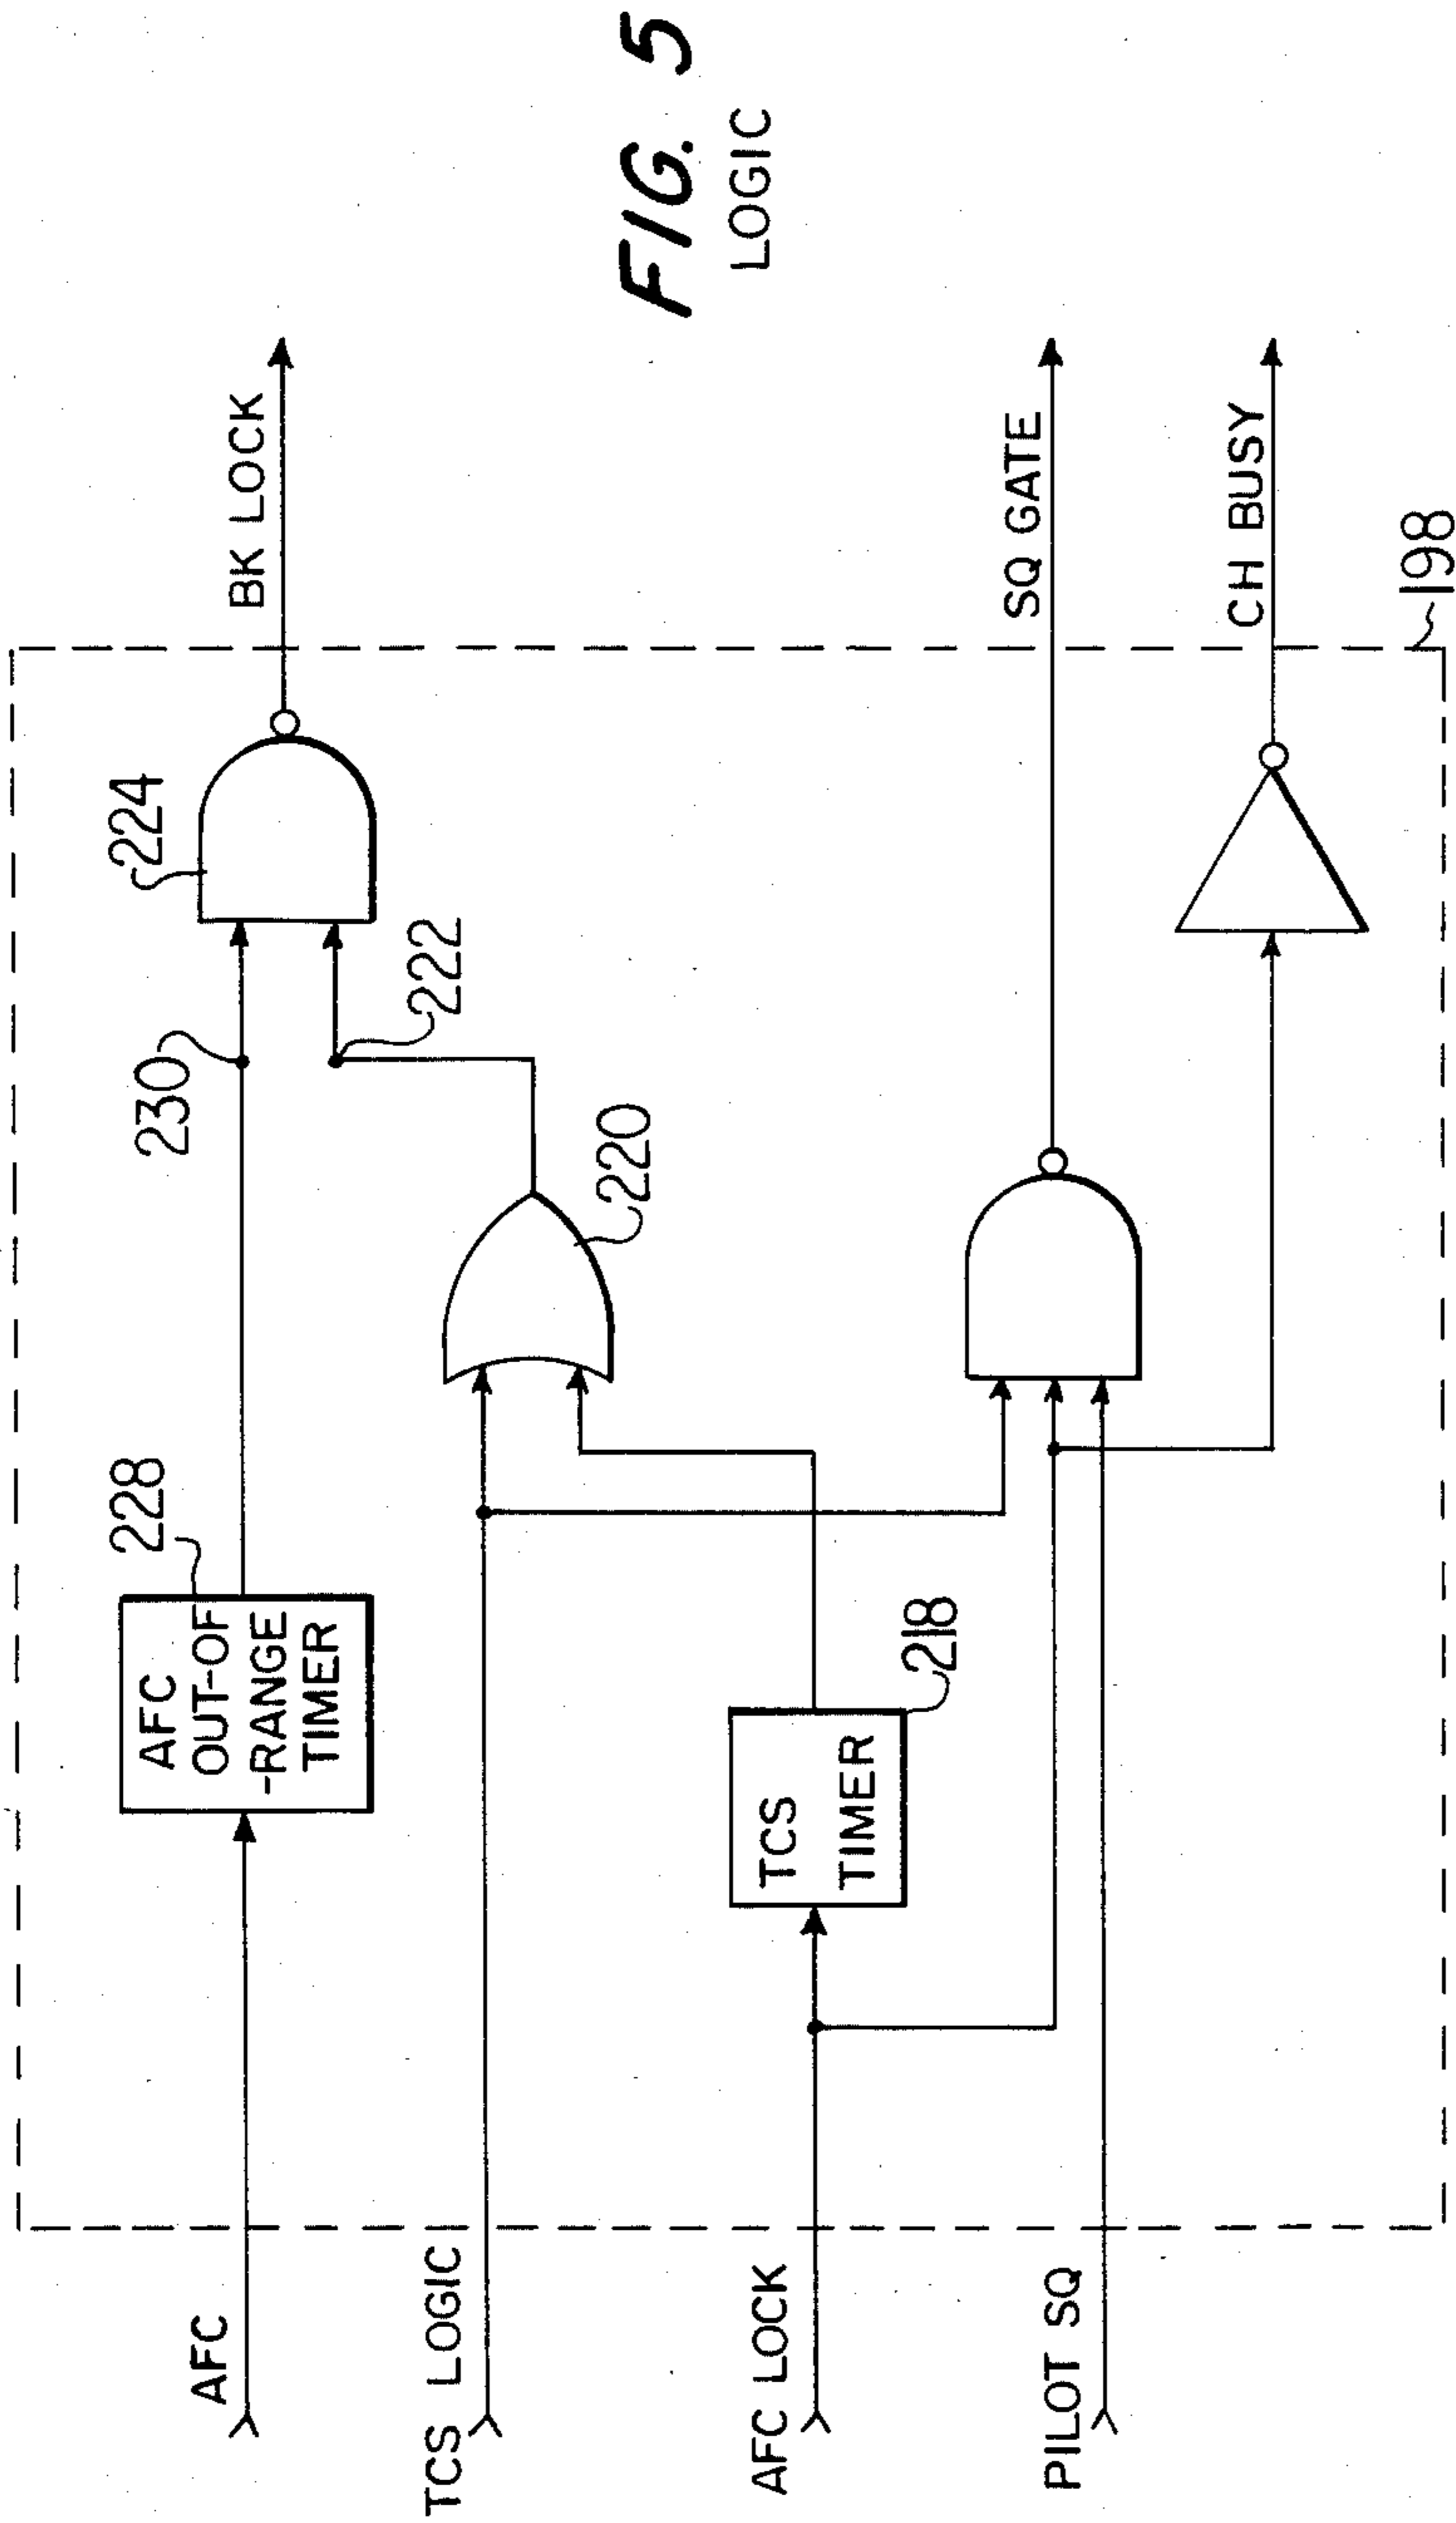 AFC
AFC
OUT-OF
-RANGE
TIMER
228
230
224
BK LOCK
TCS LOGIC
220
222
AFC LOCK
TCS
TIMER
218
PILOT SQ
SQ GATE
CH BUSY
198
FIG. 5
LOGIC